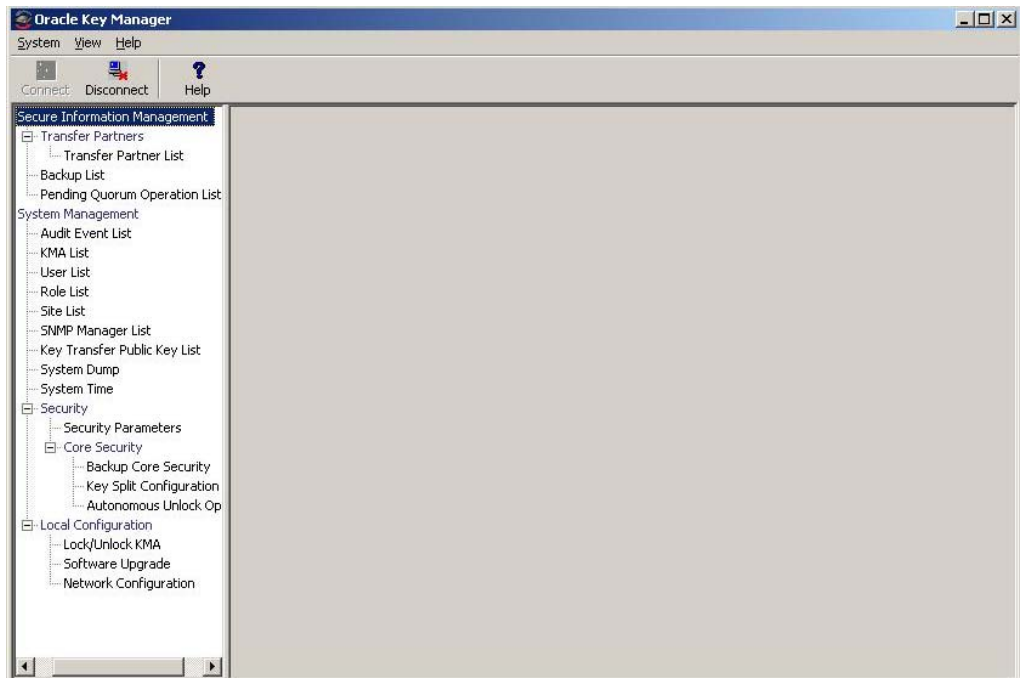 Oracle Key Manager
System View Help
Connect Disconnect Help
Secure Information Management
Transfer Partners
Transfer Partner List
Backup List
Pending Quorum Operation List
System Management
Audit Event List
KMA List
User List
Role List
Site List
SNMP Manager List
Key Transfer Public Key List
System Dump
System Time
Security
Security Parameters
Core Security
Backup Core Security
Key Split Configuration
Autonomous Unlock Op
Local Configuration
Lock/Unlock KMA
Software Upgrade
Network Configuration